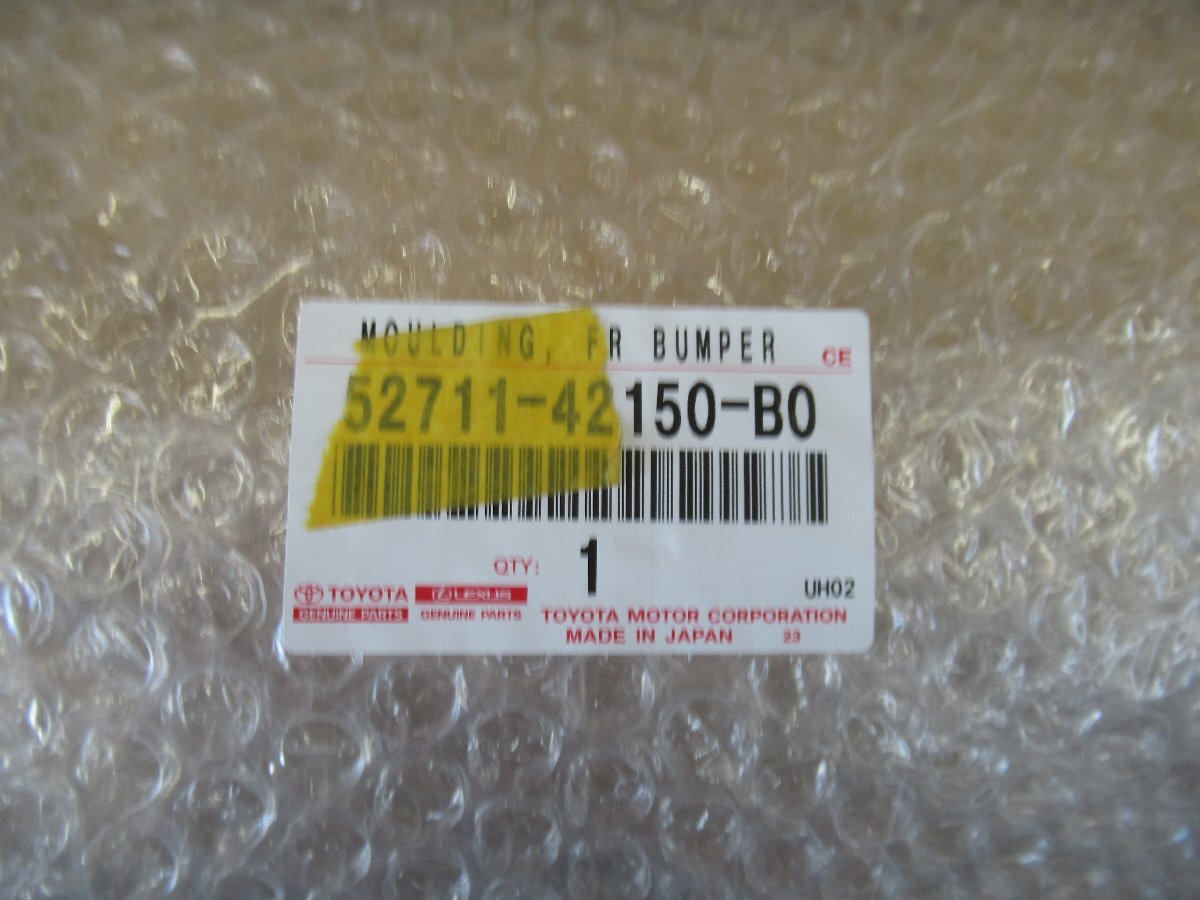 MOULDING, FR BUMPER
CE
52711-42150-B0
QTY: 1
UH02
TOYOTA
GENUINE PARTS
LEXUS
GENUINE PARTS
TOYOTA MOTOR CORPORATION
MADE IN JAPAN 23